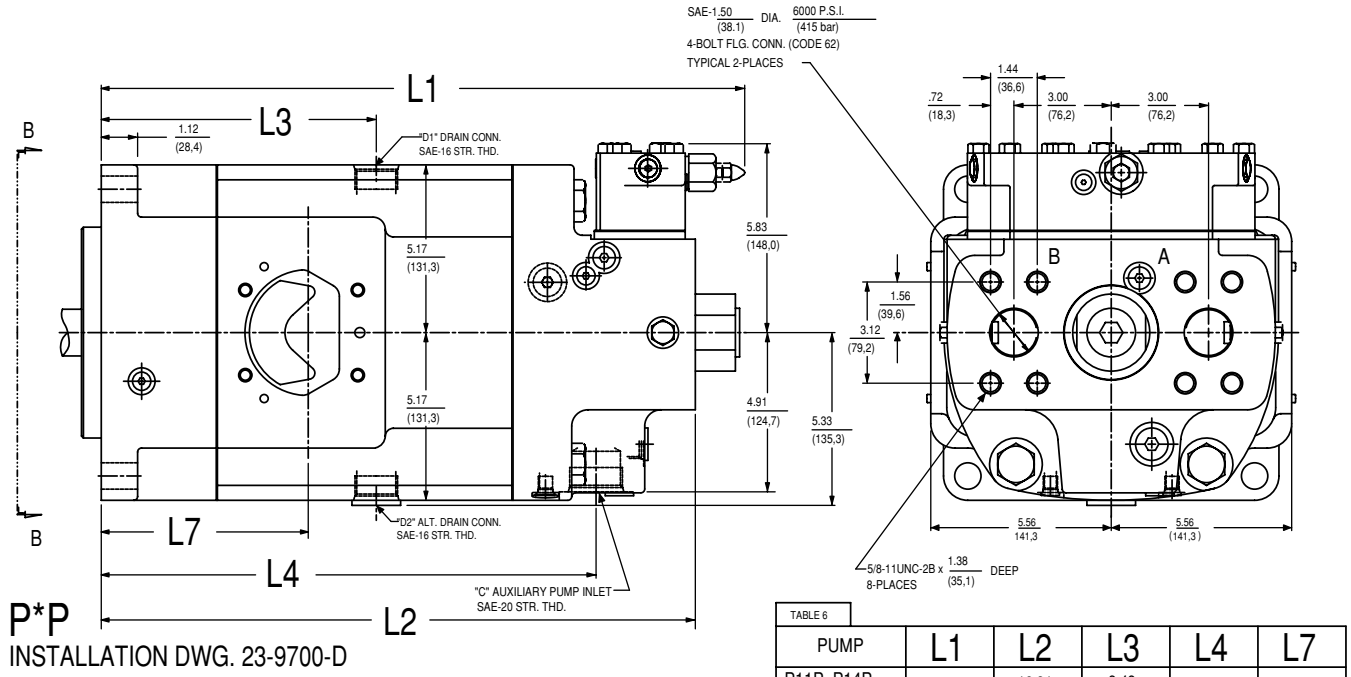 SAE-1.50 DIA. 6000 P.S.I.
(38.1) (415 bar)
4-BOLT FLG. CONN. (CODE 62)
TYPICAL 2-PLACES
L1
L3
1.12
(28,4)
B
"D1" DRAIN CONN.
SAE-16 STR. THD.
5.17
(131,3)
5.83
(148,0)
5.17
(131,3)
4.91
(124,7)
5.33
(135,3)
B
"D2" ALT. DRAIN CONN.
SAE-16 STR. THD.
L7
L4
"C" AUXILIARY PUMP INLET
SAE-20 STR. THD.
L2
1.44
(36,6)
.72
(18,3)
3.00
(76,2)
3.00
(76,2)
B
A
1.56
(39,6)
3.12
(79,2)
5.56
141,3
5.56
(141,3)
5/8-11UNC-2B x 1.38 DEEP
(35,1)
8-PLACES
P*P
INSTALLATION DWG. 23-9700-D
TABLE 6
PUMP L1 L2 L3 L4 L7